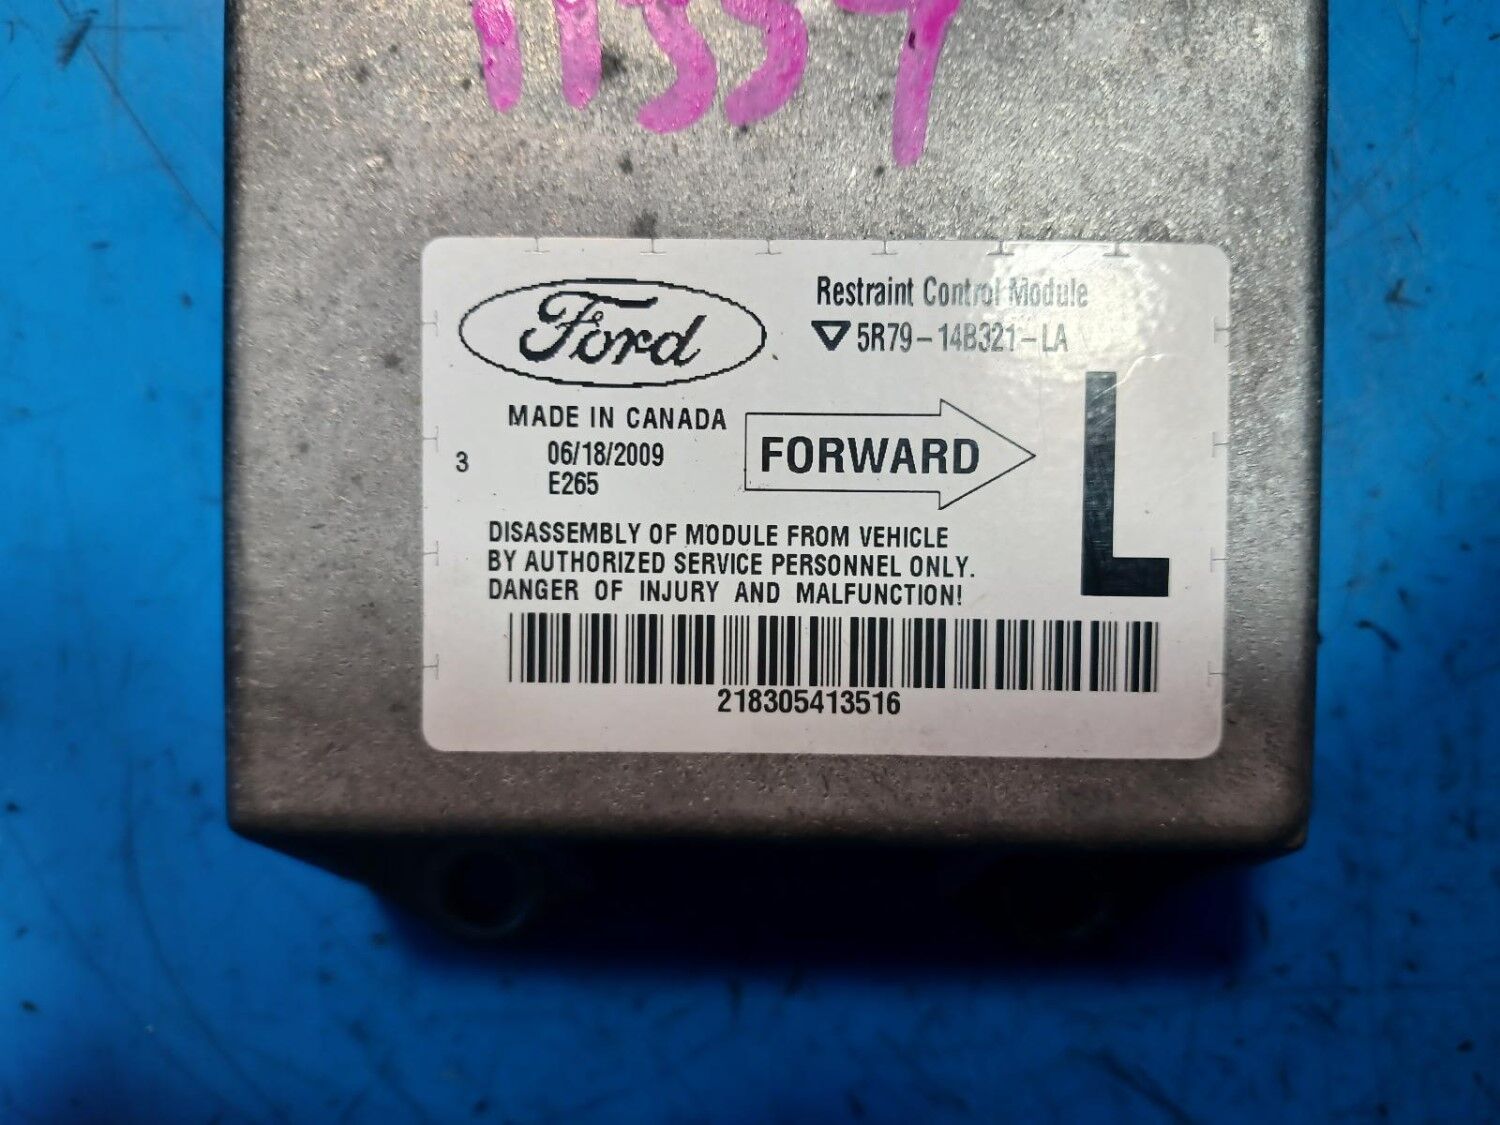 11554
Ford
Restraint Control Module
5R79-14B321-LA
MADE IN CANADA
06/18/2009
3
E265
FORWARD
L
DISASSEMBLY OF MODULE FROM VEHICLE
BY AUTHORIZED SERVICE PERSONNEL ONLY.
DANGER OF INJURY AND MALFUNCTION!
218305413516